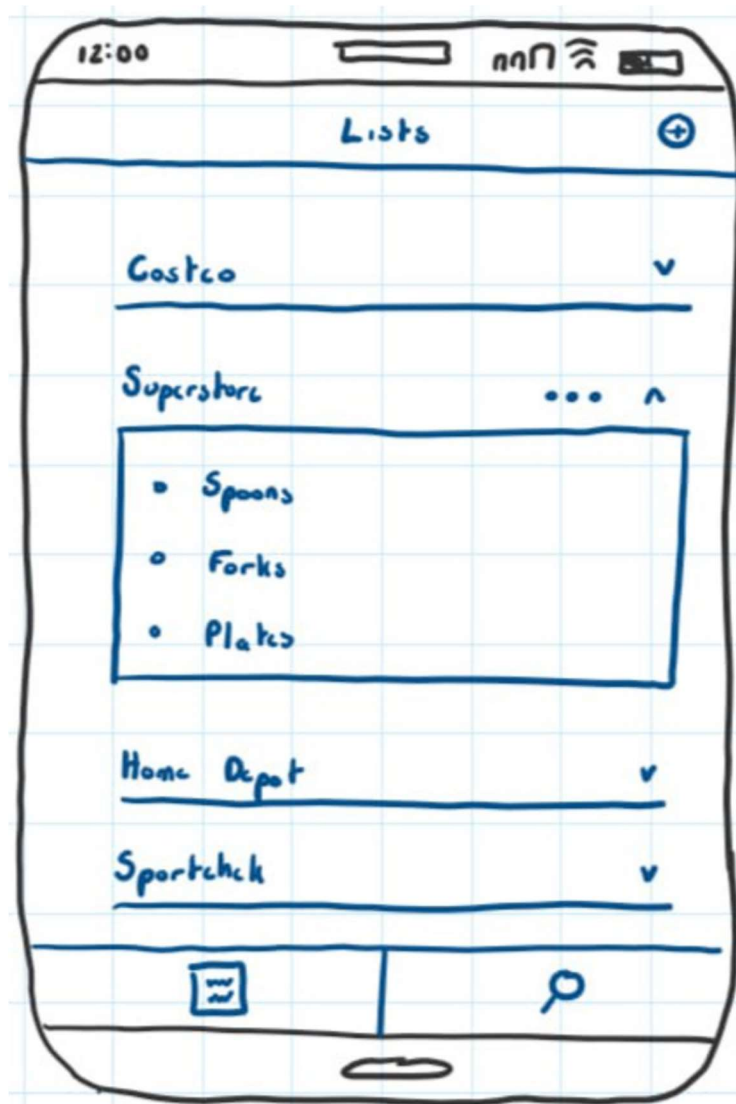 12:00
Lists
Costco
Superstore
Spoons
Forks
Plates
Home Depot
Sportchek